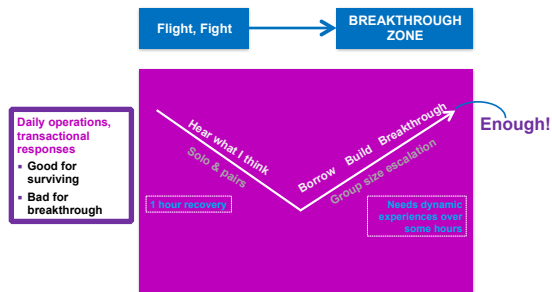 Flight, Fight
BREAKTHROUGH
ZONE
Daily operations,
transactional
responses
Good for
surviving
Bad for
breakthrough
Hear what I think
Solo & pairs
Borrow Build Breakthrough
Group size escalation
Enough!
1 hour recovery
Needs dynamic
experiences over
some hours